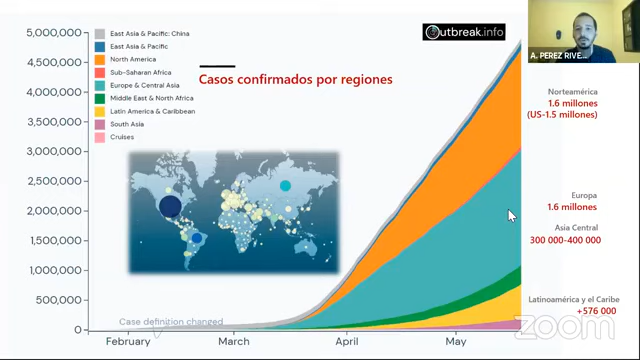 Outbreak.info
A. PEREZ RIVE...
Casos confirmados por regiones
East Asia & Pacific: China
East Asia & Pacific
North America
Sub-Saharan Africa
Europe & Central Asia
Middle East & North Africa
Latin America & Caribbean
South Asia
Cruises
5,000,000
4,500,000
4,000,000
3,500,000
3,000,000
2,500,000
2,000,000
1,500,000
1,000,000
500,000
0
Case definition changed
February
March
April
May
Norteamérica
1.6 millones
(US-1.5 millones)
Europa
1.6 millones
Asia Central
300 000-400 000
Latinoamérica y el Caribe
+576 000
zoom